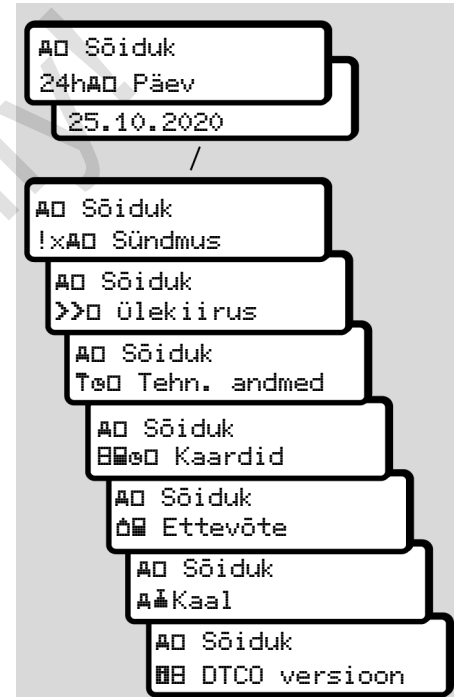 Sõiduk
24h Päev
25.10.2020
/
Sõiduk
!x Sündmus
Sõiduk
>> ülekiirus
Sõiduk
Tehn. andmed
Sõiduk
Kaardid
Sõiduk
Ettevõte
Sõiduk
Kaal
Sõiduk
DTCO versioon